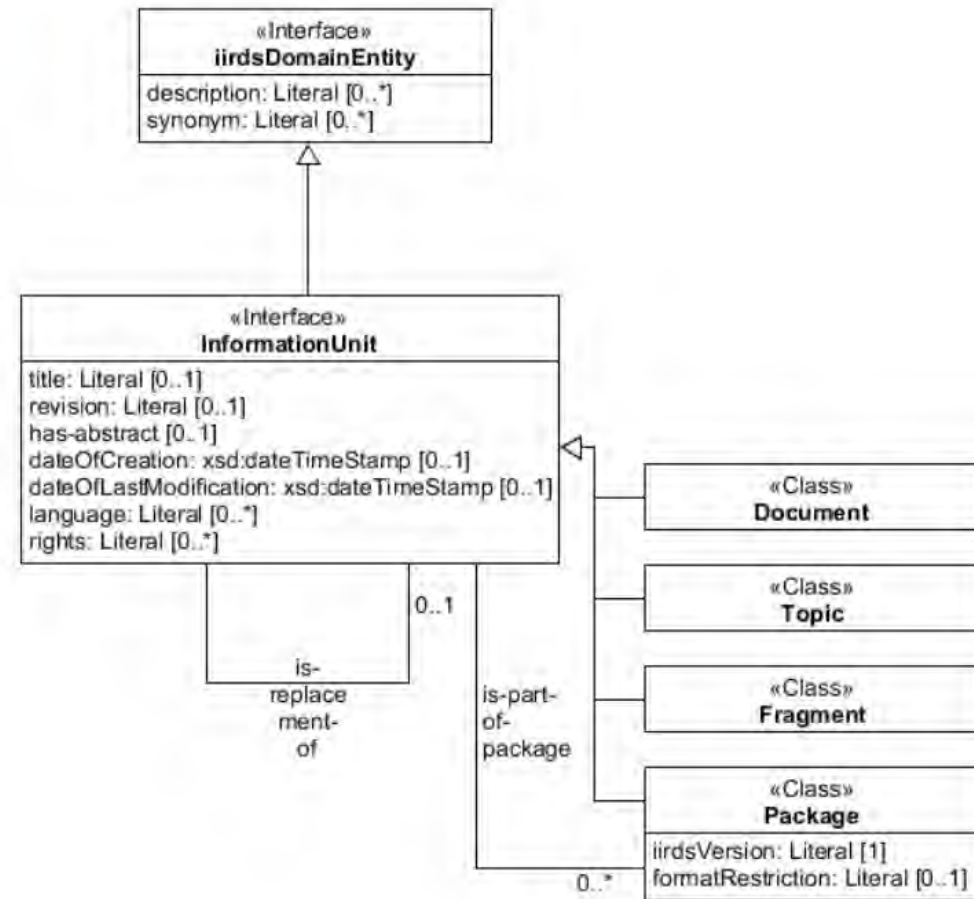 «Interface»
iirdsDomainEntity
description: Literal [0..*]
synonym: Literal [0..*]
«Interface»
InformationUnit
title: Literal [0..1]
revision: Literal [0..1]
has-abstract [0..1]
dateOfCreation: xsd:dateTimeStamp [0..1]
dateOfLastModification: xsd:dateTimeStamp [0..1]
language: Literal [0..*]
rights: Literal [0..*]
0..1
is-
replace
ment-
of
is-part-
of-
package
0..*
«Class»
Document
«Class»
Topic
«Class»
Fragment
«Class»
Package
iirdsVersion: Literal [1]
formatRestriction: Literal [0..1]